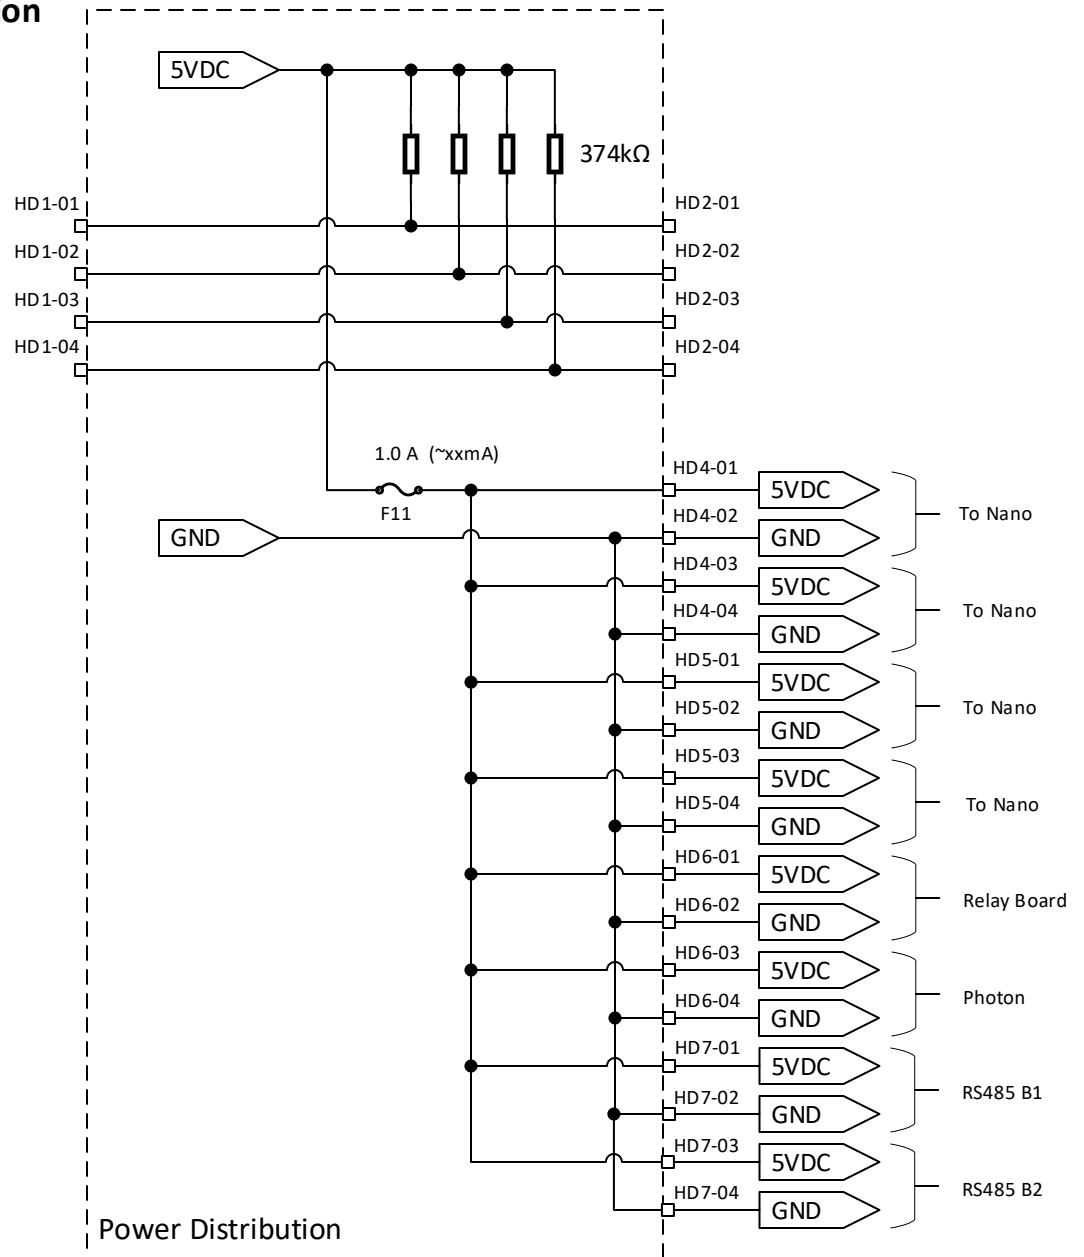 ion
5VDC
374kΩ
HD1-01
HD2-01
HD1-02
HD2-02
HD1-03
HD2-03
HD1-04
HD2-04
1.0 A (~xxmA)
F11
HD4-01
5VDC
To Nano
GND
HD4-02
GND
HD4-03
5VDC
To Nano
HD4-04
GND
HD5-01
5VDC
To Nano
HD5-02
GND
HD5-03
5VDC
To Nano
HD5-04
GND
HD6-01
5VDC
Relay Board
HD6-02
GND
HD6-03
5VDC
Photon
HD6-04
GND
HD7-01
5VDC
RS485 B1
HD7-02
GND
HD7-03
5VDC
RS485 B2
HD7-04
GND
Power Distribution